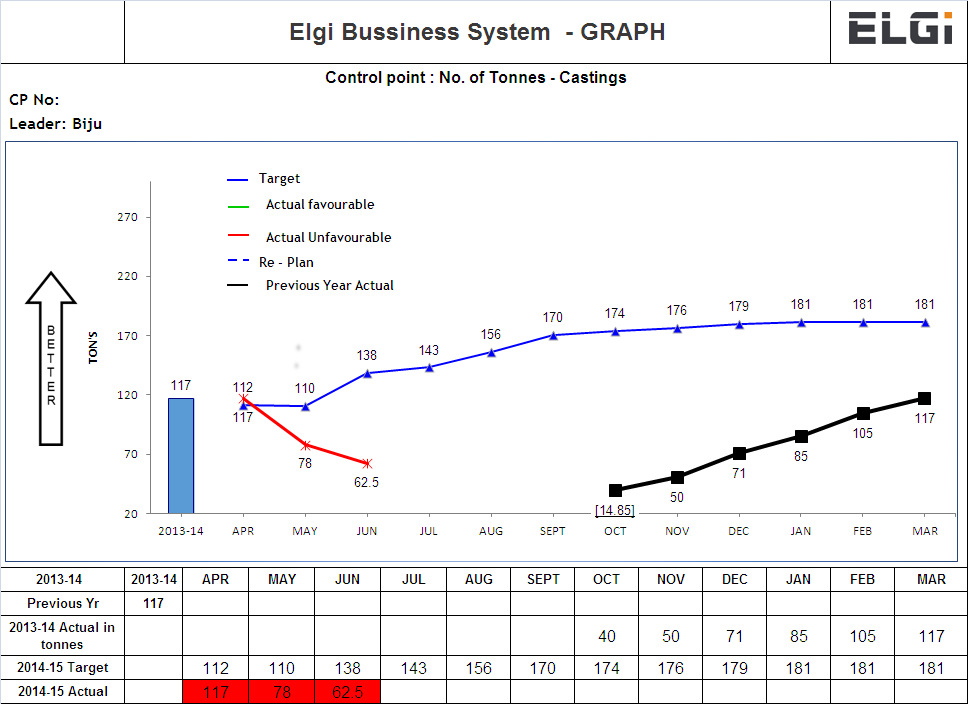 Elgi Bussiness System - GRAPH
ELGi
Control point : No. of Tonnes - Castings
CP No:
Leader: Biju
Target
Actual favourable
Actual Unfavourable
Re - Plan
Previous Year Actual
BETTER
TON'S
270
220
170
120
70
20
117
112
117
110
78
138
62.5
143
156
170
174
176
179
181
181
181
[14.85]
50
71
85
105
117
2013-14 APR MAY JUN JUL AUG SEPT OCT NOV DEC JAN FEB MAR
2013-14 2013-14 APR MAY JUN JUL AUG SEPT OCT NOV DEC JAN FEB MAR
Previous Yr 117
2013-14 Actual in
tonnes 40 50 71 85 105 117
2014-15 Target 112 110 138 143 156 170 174 176 179 181 181 181
2014-15 Actual 117 78 62.5